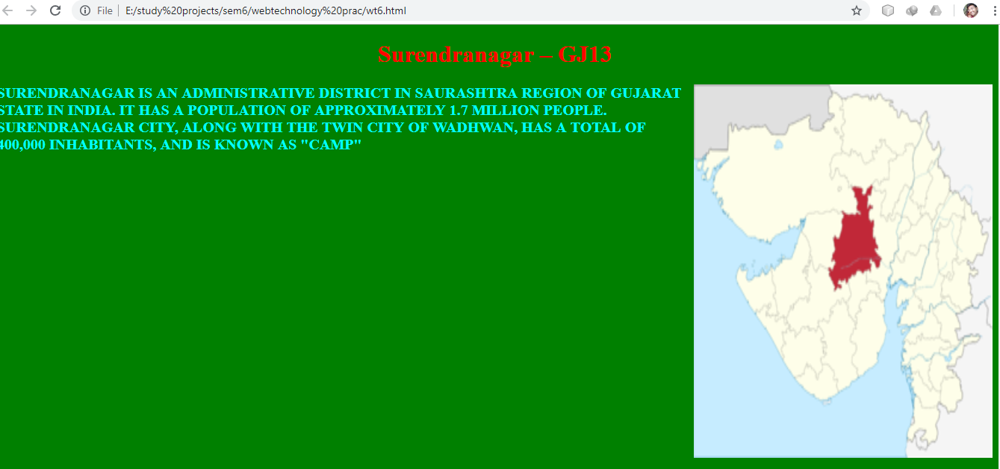 File
E:/study%20projects/sem6/webtechnology%20prac/wt6.html
Surendranagar – GJ13
SURENDRANAGAR IS AN ADMINISTRATIVE DISTRICT IN SAURASHTRA REGION OF GUJARAT
STATE IN INDIA. IT HAS A POPULATION OF APPROXIMATELY 1.7 MILLION PEOPLE.
SURENDRANAGAR CITY, ALONG WITH THE TWIN CITY OF WADHWAN, HAS A TOTAL OF
400,000 INHABITANTS, AND IS KNOWN AS "CAMP"